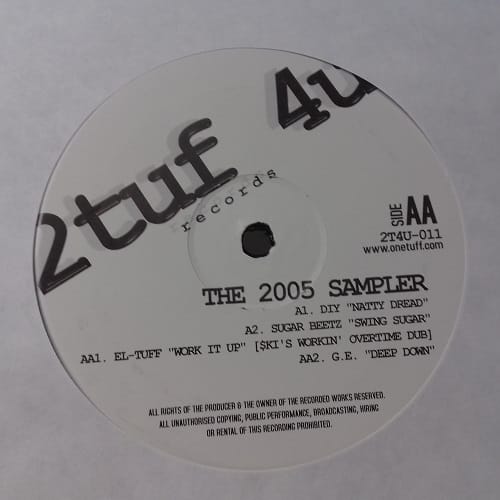 2tuf 4u
records
SIDE AA
2T4U-011
www.onetuff.com
THE 2005 SAMPLER
A1. DIY "NATTY DREAD"
A2. SUGAR BEETZ "SWING SUGAR"
AA1. EL-TUFF "WORK IT UP" [$KI'S WORKIN' OVERTIME DUB]
AA2. G.E. "DEEP DOWN"
ALL RIGHTS OF THE PRODUCER & THE OWNER OF THE RECORDED WORKS RESERVED.
ALL UNAUTHORISED COPYING, PUBLIC PERFORMANCE, BROADCASTING, HIRING
OR RENTAL OF THIS RECORDING PROHIBITED.